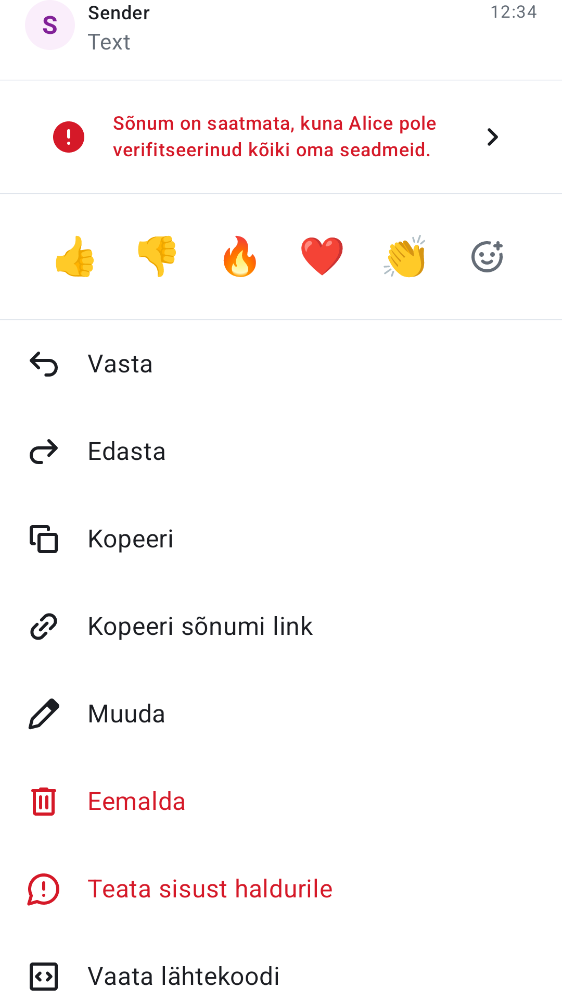 S
Sender
12:34
Text
Sõnum on saatmata, kuna Alice pole
verifitseerinud kõiki oma seadmeid.
Vasta
Edasta
Kopeeri
Kopeeri sõnumi link
Muuda
Eemalda
Teata sisust haldurile
Vaata lähtekoodi